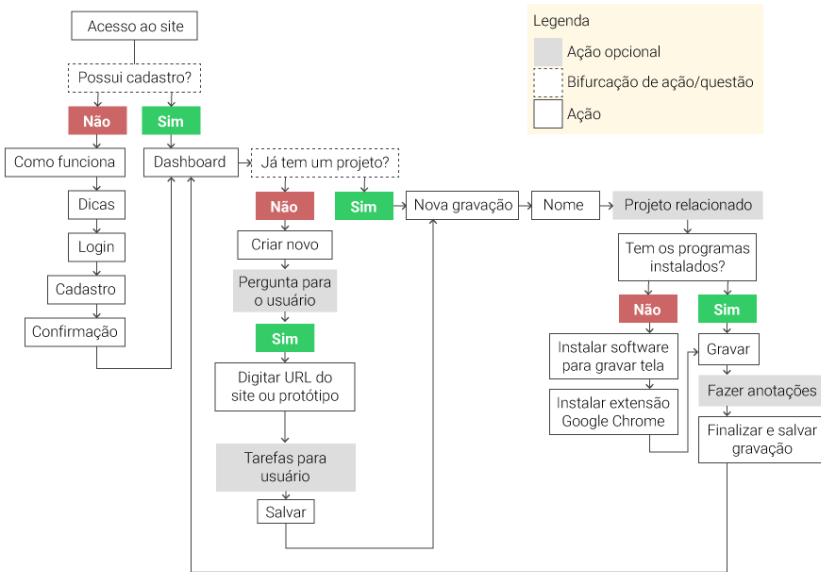 Acesso ao site
Possui cadastro?
Não
Sim
Como funciona
Dicas
Login
Cadastro
Confirmação
Dashboard
Já tem um projeto?
Não
Sim
Criar novo
Pergunta para
o usuário
Sim
Digitar URL do
site ou protótipo
Tarefas para
usuário
Salvar
Nova gravação
Nome
Projeto relacionado
Tem os programas
instalados?
Não
Sim
Instalar software
para gravar tela
Instalar extensão
Google Chrome
Gravar
Fazer anotações
Finalizar e salvar
gravação
Legenda
Ação opcional
Bifurcação de ação/questão
Ação